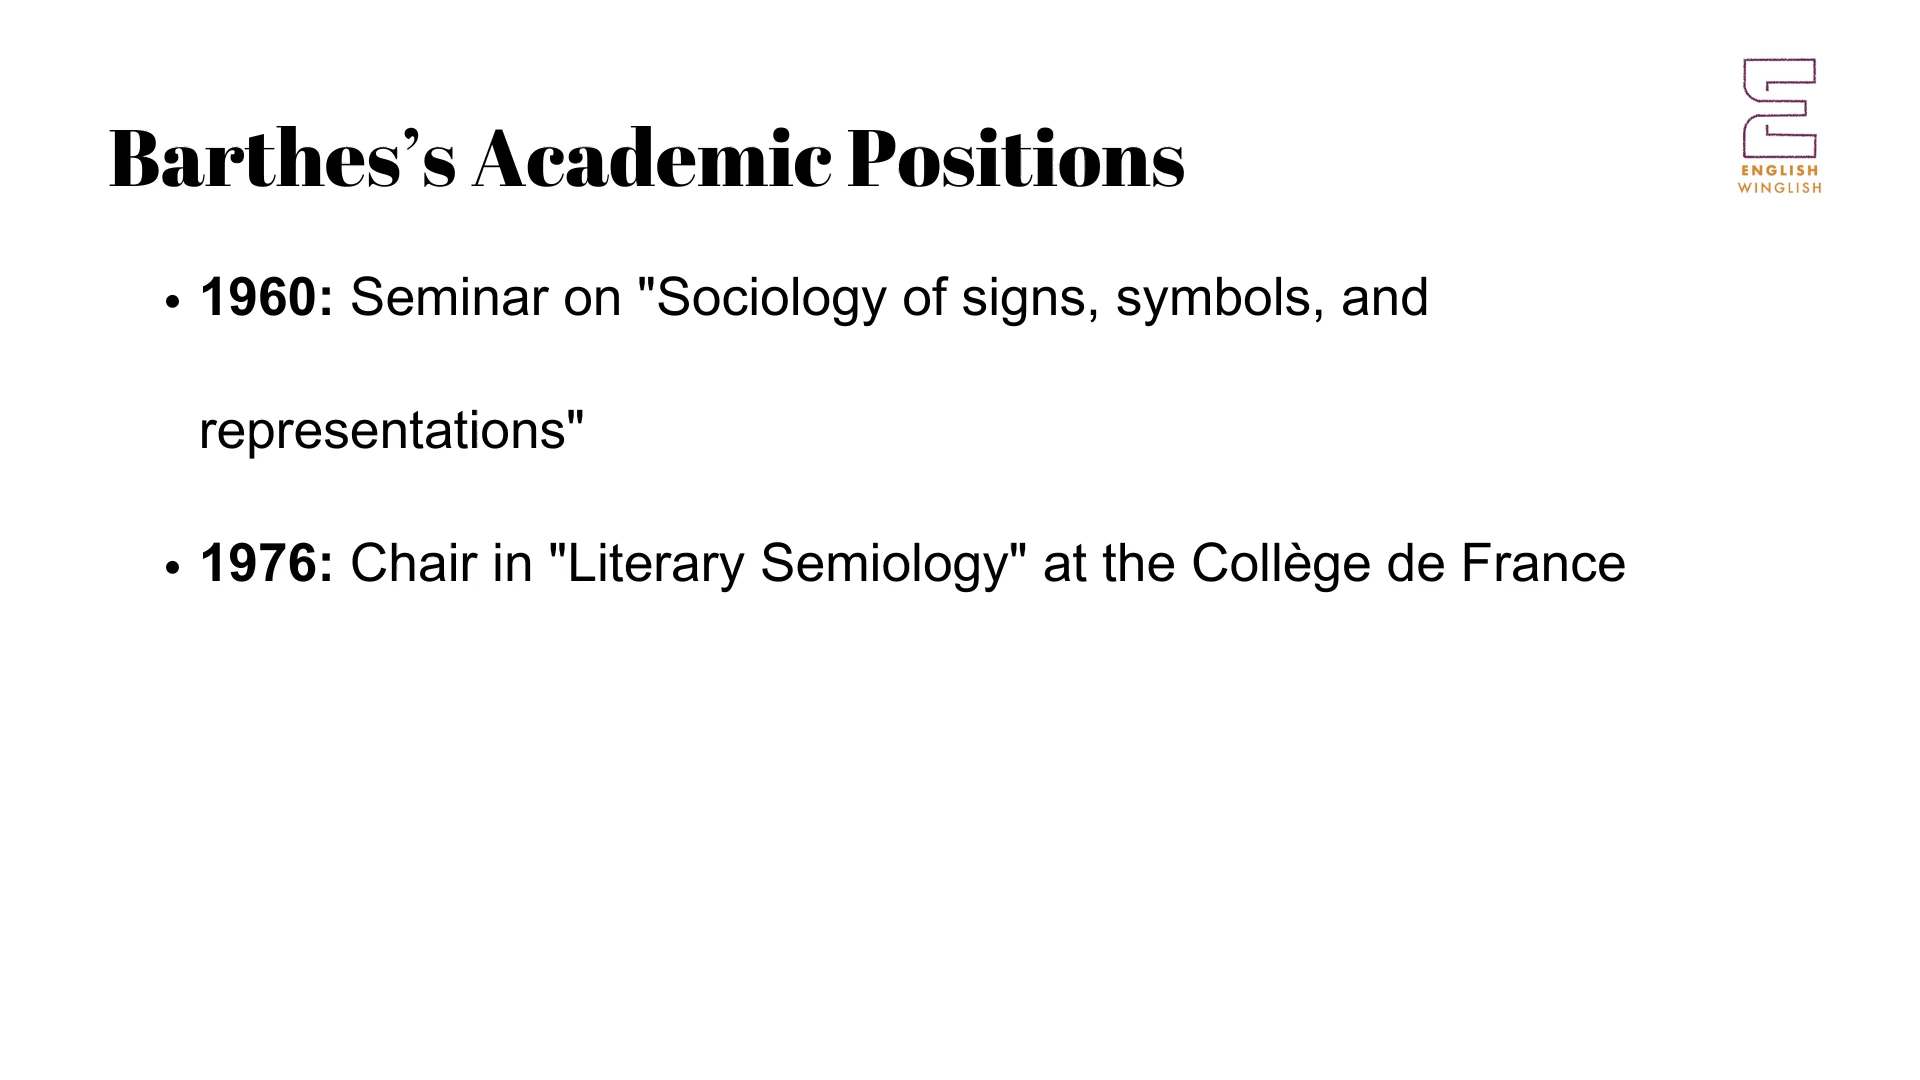 Barthes’s Academic Positions
ENGLISH
WINGLISH
• 1960: Seminar on "Sociology of signs, symbols, and
representations"
• 1976: Chair in "Literary Semiology" at the Collège de France